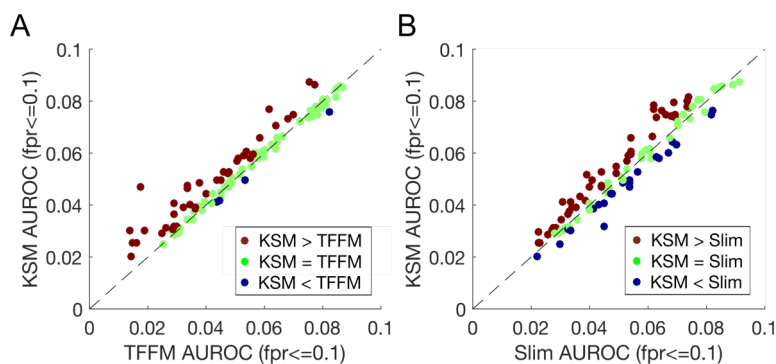 A
KSM AUROC (fpr<=0.1)
0.1
0.08
0.06
0.04
0.02
0
KSM > TFFM
KSM = TFFM
KSM < TFFM
0 0.02 0.04 0.06 0.08 0.1
TFFM AUROC (fpr<=0.1)
B
KSM AUROC (fpr<=0.1)
0.1
0.08
0.06
0.04
0.02
0
KSM > Slim
KSM = Slim
KSM < Slim
0 0.02 0.04 0.06 0.08 0.1
Slim AUROC (fpr<=0.1)